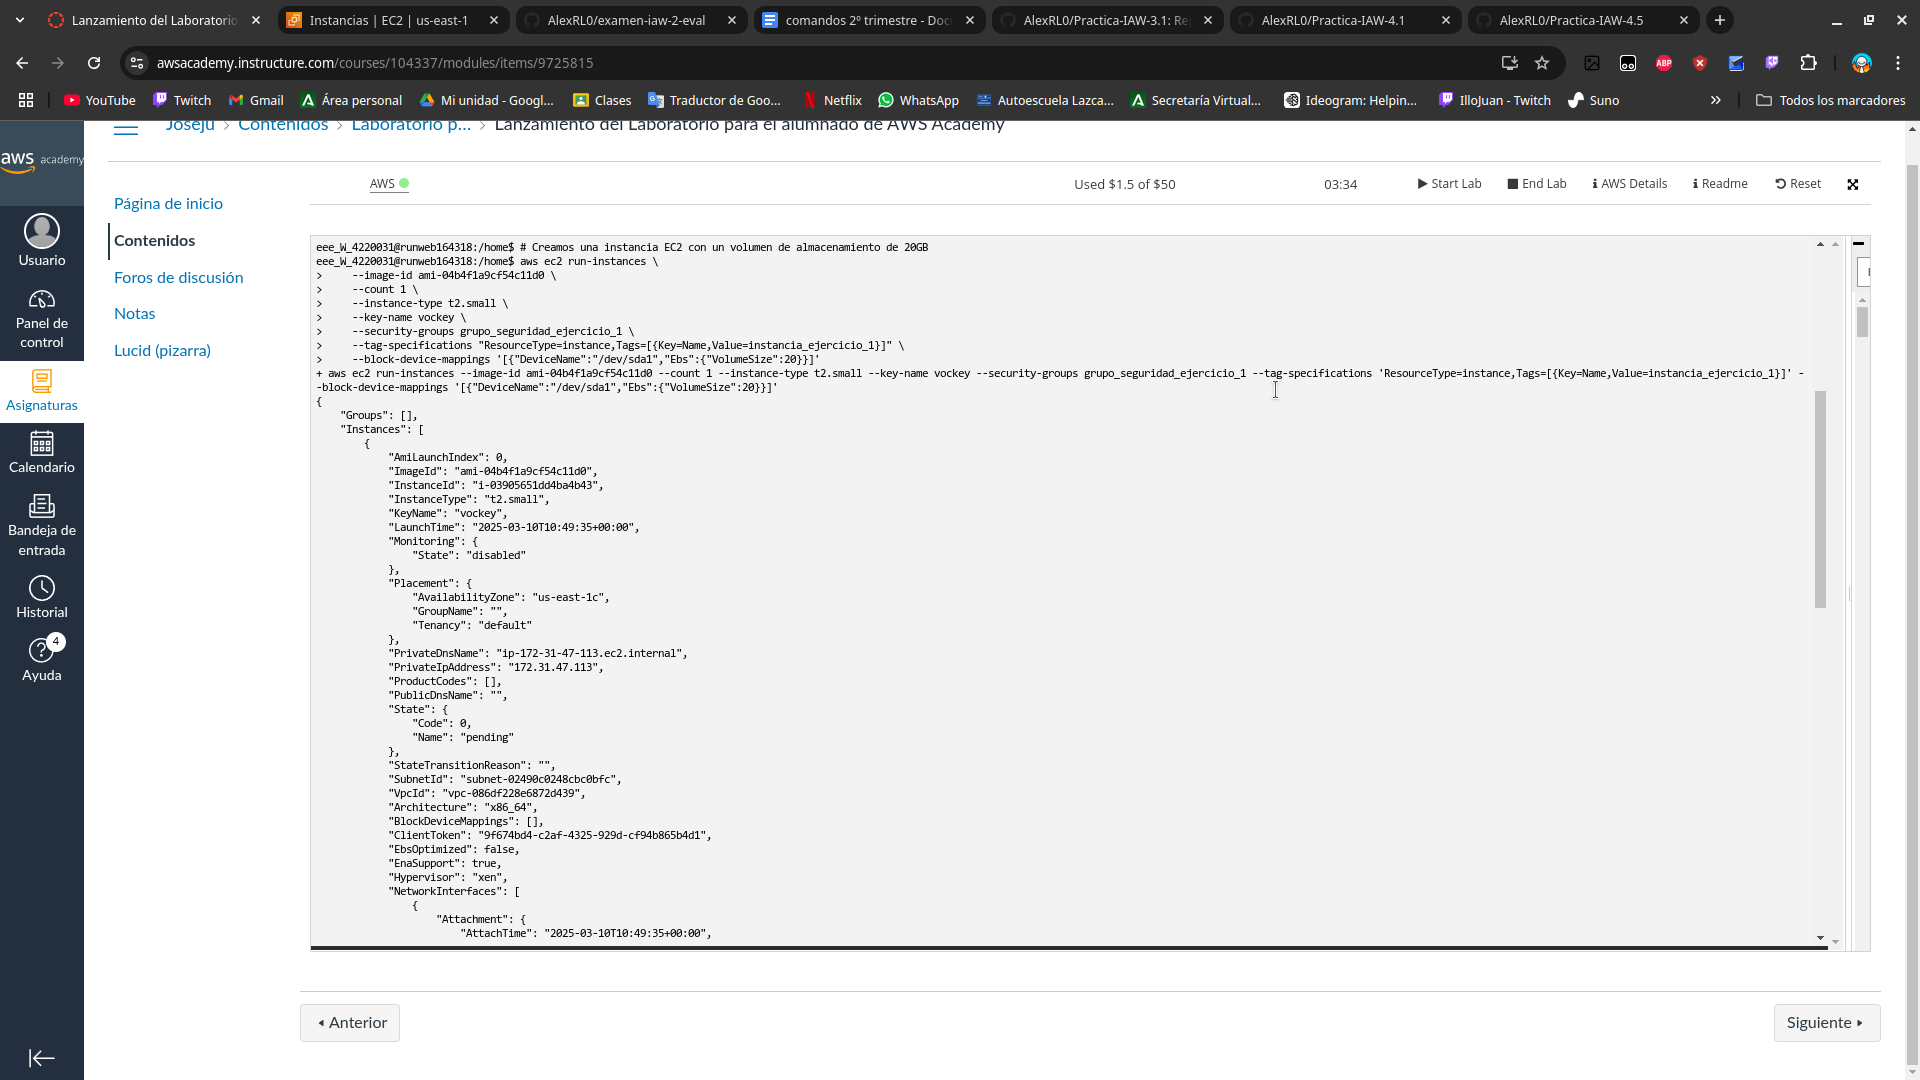 Lanzamiento del Laboratorio
Instancias | EC2 | us-east-1
AlexRL0/examen-iaw-2-eval
comandos 2º trimestre - Doc
AlexRL0/Practica-IAW-3.1: Re
AlexRL0/Practica-IAW-4.1
AlexRL0/Practica-IAW-4.5
awsacademy.instructure.com/courses/104337/modules/items/9725815
ABP
YouTube
Twitch
Gmail
Área personal
Mi unidad - Googl...
Clases
Traductor de Goo...
Netflix
WhatsApp
Autoescuela Lazca...
Secretaría Virtual...
Ideogram: Helpin...
IlloJuan - Twitch
Suno
Todos los marcadores
Joseju
Contenidos
Laboratorio p...
Lanzamiento del Laboratorio para el alumnado de AWS Academy
aws academy
Usuario
Panel de control
Asignaturas
Calendario
Bandeja de entrada
Historial
4
Ayuda
Página de inicio
Contenidos
Foros de discusión
Notas
Lucid (pizarra)
AWS
Used $1.5 of $50
03:34
Start Lab
End Lab
AWS Details
Readme
Reset
eee_W_4220031@runweb164318:/home$ # Creamos una instancia EC2 con un volumen de almacenamiento de 20GB
eee_W_4220031@runweb164318:/home$ aws ec2 run-instances \
>     --image-id ami-04b4f1a9cf54c11d0 \
>     --count 1 \
>     --instance-type t2.small \
>     --key-name vockey \
>     --security-groups grupo_seguridad_ejercicio_1 \
>     --tag-specifications "ResourceType=instance,Tags=[{Key=Name,Value=instancia_ejercicio_1}]" \
>     --block-device-mappings '[{"DeviceName":"/dev/sda1","Ebs":{"VolumeSize":20}}]'
+ aws ec2 run-instances --image-id ami-04b4f1a9cf54c11d0 --count 1 --instance-type t2.small --key-name vockey --security-groups grupo_seguridad_ejercicio_1 --tag-specifications 'ResourceType=instance,Tags=[{Key=Name,Value=instancia_ejercicio_1}]' -
-block-device-mappings '[{"DeviceName":"/dev/sda1","Ebs":{"VolumeSize":20}}]'
{
    "Groups": [],
    "Instances": [
        {
            "AmiLaunchIndex": 0,
            "ImageId": "ami-04b4f1a9cf54c11d0",
            "InstanceId": "i-03905651dd4ba4b43",
            "InstanceType": "t2.small",
            "KeyName": "vockey",
            "LaunchTime": "2025-03-10T10:49:35+00:00",
            "Monitoring": {
                "State": "disabled"
            },
            "Placement": {
                "AvailabilityZone": "us-east-1c",
                "GroupName": "",
                "Tenancy": "default"
            },
            "PrivateDnsName": "ip-172-31-47-113.ec2.internal",
            "PrivateIpAddress": "172.31.47.113",
            "ProductCodes": [],
            "PublicDnsName": "",
            "State": {
                "Code": 0,
                "Name": "pending"
            },
            "StateTransitionReason": "",
            "SubnetId": "subnet-02490c0248cbc0bfc",
            "VpcId": "vpc-086df228e6872d439",
            "Architecture": "x86_64",
            "BlockDeviceMappings": [],
            "ClientToken": "9f674bd4-c2af-4325-929d-cf94b865b4d1",
            "EbsOptimized": false,
            "EnaSupport": true,
            "Hypervisor": "xen",
            "NetworkInterfaces": [
                {
                    "Attachment": {
                        "AttachTime": "2025-03-10T10:49:35+00:00",
Anterior
Siguiente